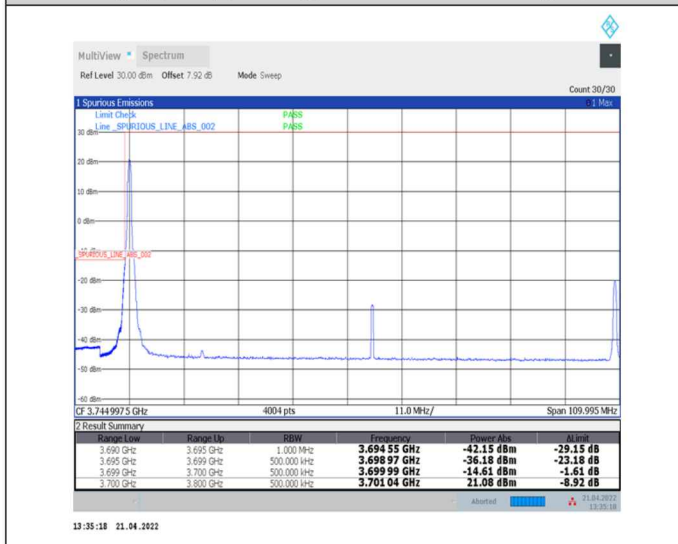 MultiView Spectrum
Ref Level 30.00 dBm Offset 7.92 dB Mode Sweep
Count 30/30
1 Spurious Emissions 1 Max
Limit Check PASS
Line _SPURIOUS_LINE_ABS_002 PASS
30 dBm
20 dBm
10 dBm
0 dBm
_SPURIOUS_LINE_ABS_002
-20 dBm
-30 dBm
-40 dBm
-50 dBm
-60 dBm
CF 3.7449975 GHz 4004 pts 11.0 MHz/ Span 109.995 MHz
2 Result Summary
Range Low Range Up RBW Frequency Power Abs ΔLimit
3.690 GHz 3.695 GHz 1.000 MHz 3.694 55 GHz -42.15 dBm -29.15 dB
3.695 GHz 3.699 GHz 500.000 kHz 3.698 97 GHz -36.18 dBm -23.18 dB
3.699 GHz 3.700 GHz 500.000 kHz 3.699 99 GHz -14.61 dBm -1.61 dB
3.700 GHz 3.800 GHz 500.000 kHz 3.701 04 GHz 21.08 dBm -8.92 dB
Aborted 21.04.2022
13:35:18
13:35:18 21.04.2022